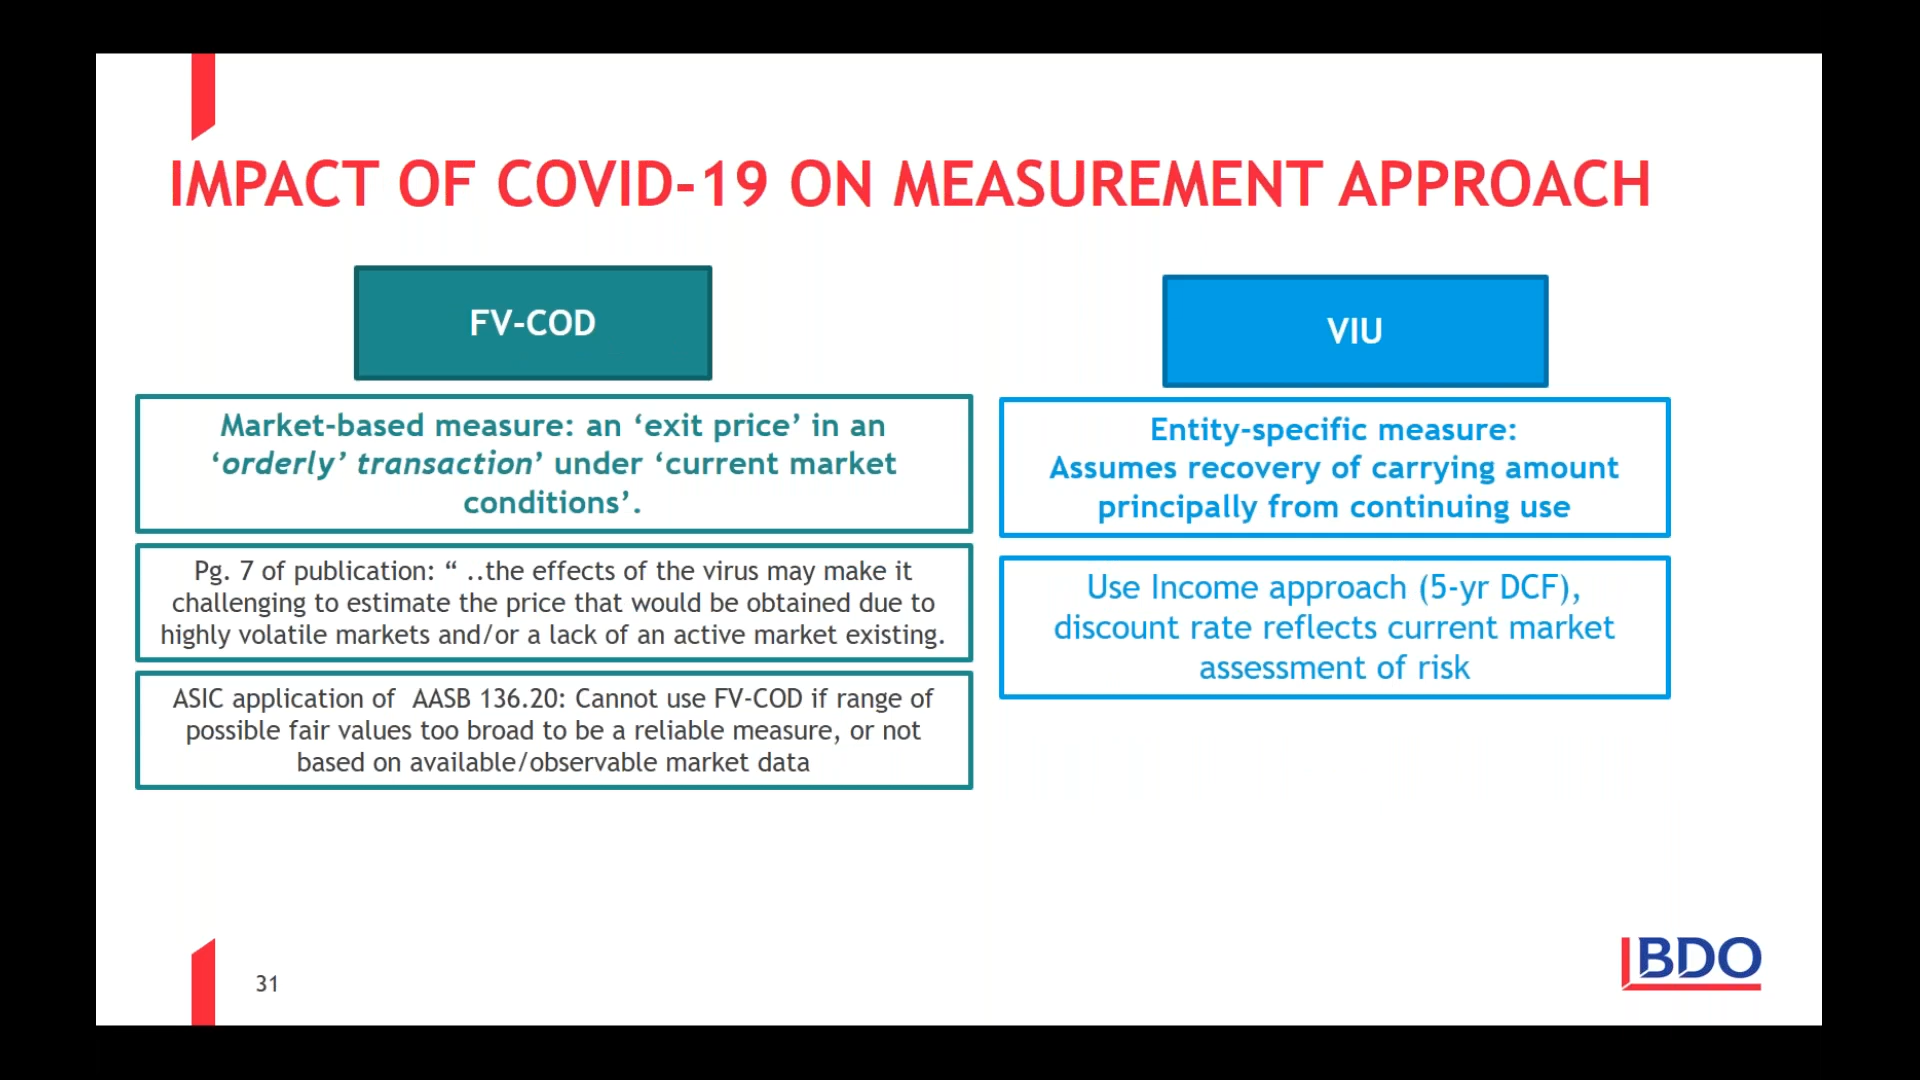 IMPACT OF COVID-19 ON MEASUREMENT APPROACH
FV-COD
Market-based measure: an ‘exit price’ in an
‘orderly’ transaction’ under ‘current market
conditions’.
Pg. 7 of publication: “ ..the effects of the virus may make it
challenging to estimate the price that would be obtained due to
highly volatile markets and/or a lack of an active market existing.
ASIC application of AASB 136.20: Cannot use FV-COD if range of
possible fair values too broad to be a reliable measure, or not
based on available/observable market data
VIU
Entity-specific measure:
Assumes recovery of carrying amount
principally from continuing use
Use Income approach (5-yr DCF),
discount rate reflects current market
assessment of risk
31
BDO